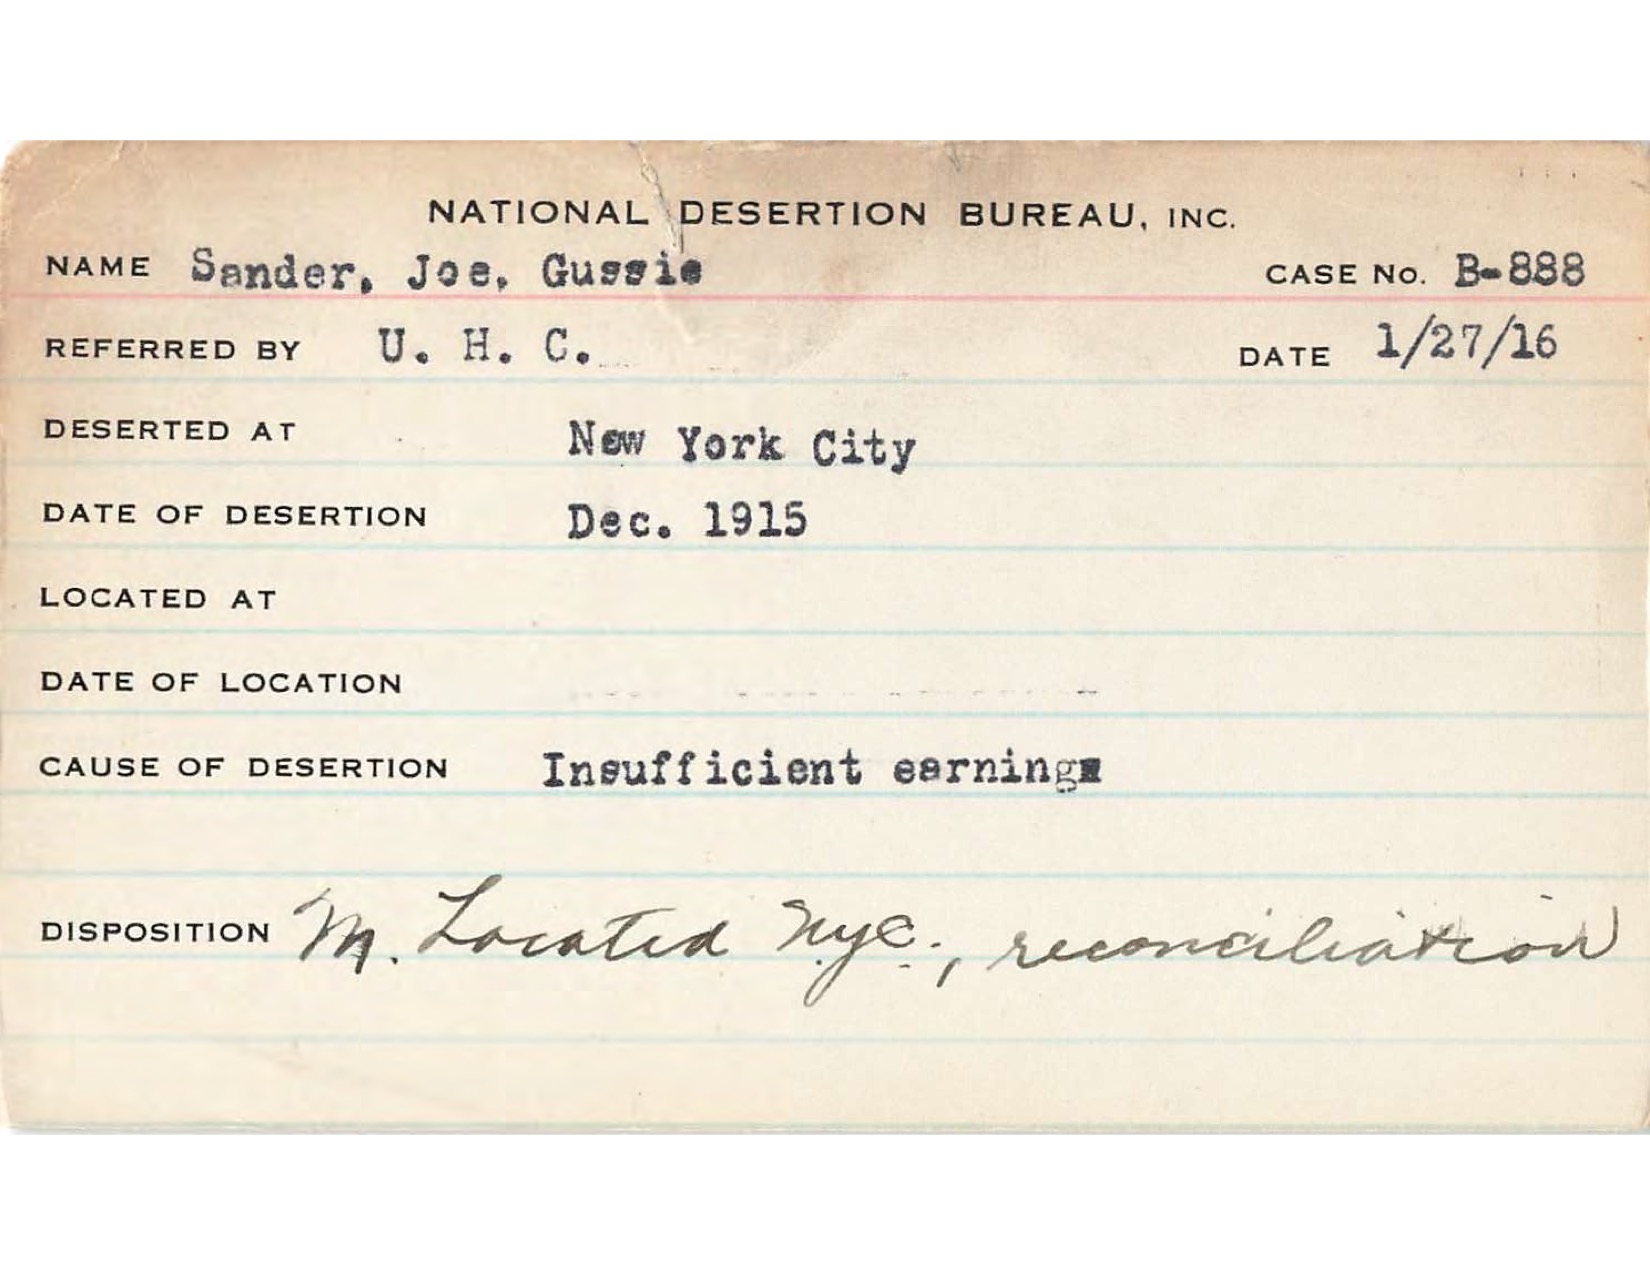 NATIONAL DESERTION BUREAU, INC.
NAME Sander, Joe, Gussie CASE No. B-888
REFERRED BY U. H. C. DATE 1/27/16
DESERTED AT New York City
DATE OF DESERTION Dec. 1915
LOCATED AT
DATE OF LOCATION
CAUSE OF DESERTION Insufficient earnings
DISPOSITION M. Located N.y.C., reconciliation